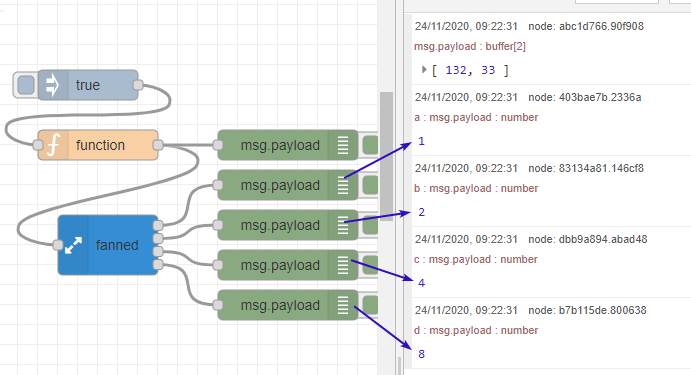 true
function
fanned
msg.payload
msg.payload
msg.payload
msg.payload
msg.payload
24/11/2020, 09:22:31 node: abc1d766.90f908
msg.payload : buffer[2]
[ 132, 33 ]
24/11/2020, 09:22:31 node: 403bae7b.2336a
a : msg.payload : number
1
24/11/2020, 09:22:31 node: 83134a81.146cf8
b : msg.payload : number
2
24/11/2020, 09:22:31 node: dbb9a894.abad48
c : msg.payload : number
4
24/11/2020, 09:22:31 node: b7b115de.800638
d : msg.payload : number
8